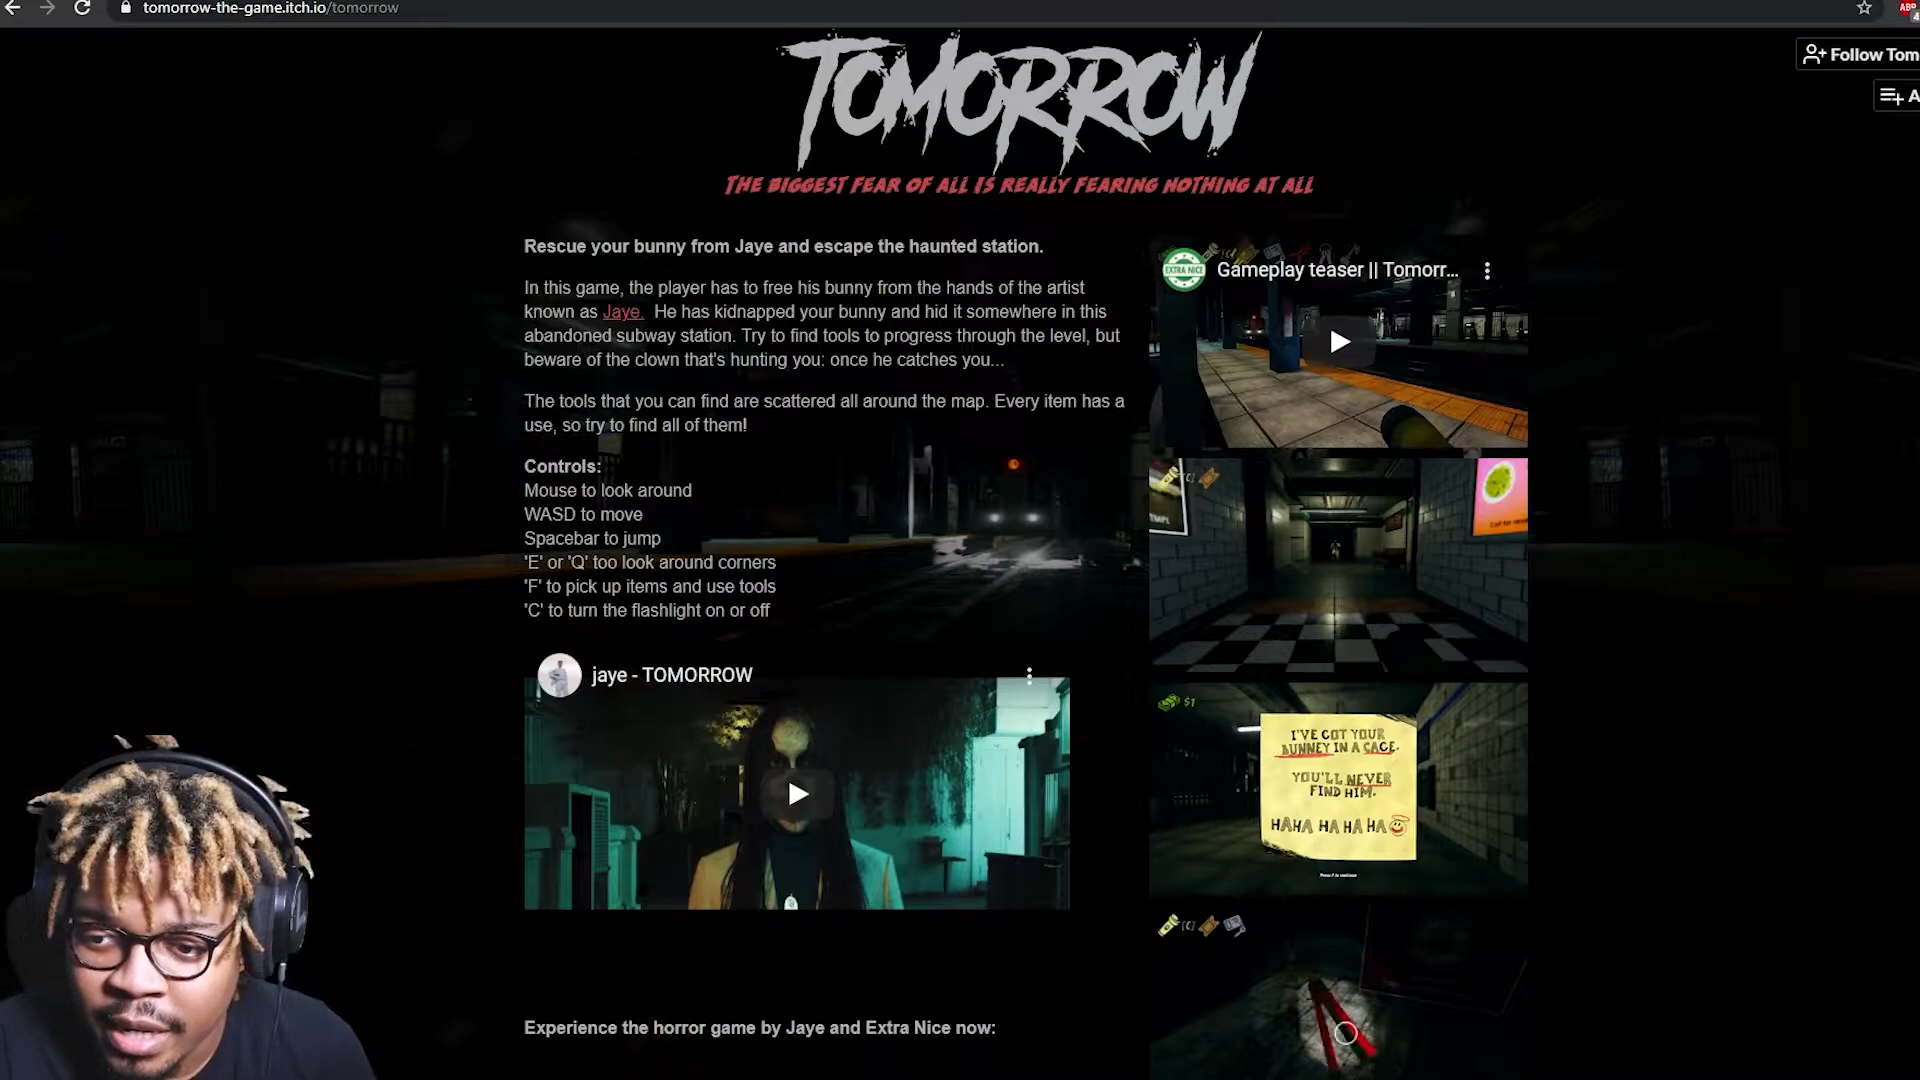 tomorrow-the-game.itch.io/tomorrow
ABP
4
TOMORROW
THE BIGGEST FEAR OF ALL IS REALLY FEARING NOTHING AT ALL
Follow Tom
A
Rescue your bunny from Jaye and escape the haunted station.
In this game, the player has to free his bunny from the hands of the artist
known as Jaye. He has kidnapped your bunny and hid it somewhere in this
abandoned subway station. Try to find tools to progress through the level, but
beware of the clown that's hunting you: once he catches you...
The tools that you can find are scattered all around the map. Every item has a
use, so try to find all of them!
Controls:
Mouse to look around
WASD to move
Spacebar to jump
'E' or 'Q' too look around corners
'F' to pick up items and use tools
'C' to turn the flashlight on or off
jaye - TOMORROW
Experience the horror game by Jaye and Extra Nice now:
EXTRA NICE
Gameplay teaser || Tomorr...
$1
I'VE GOT YOUR
BUNNEY IN A CAGE.
YOU'LL NEVER
FIND HIM.
HAHA HA HA HA
Press F to continue
[C]